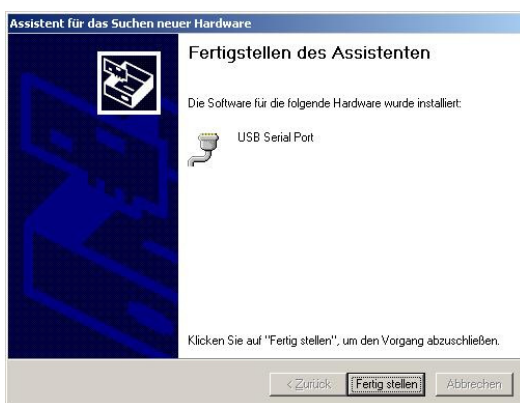 Assistent für das Suchen neuer Hardware
Fertigstellen des Assistenten
Die Software für die folgende Hardware wurde installiert:
USB Serial Port
Klicken Sie auf "Fertig stellen", um den Vorgang abzuschließen.
< Zurück Fertig stellen Abbrechen